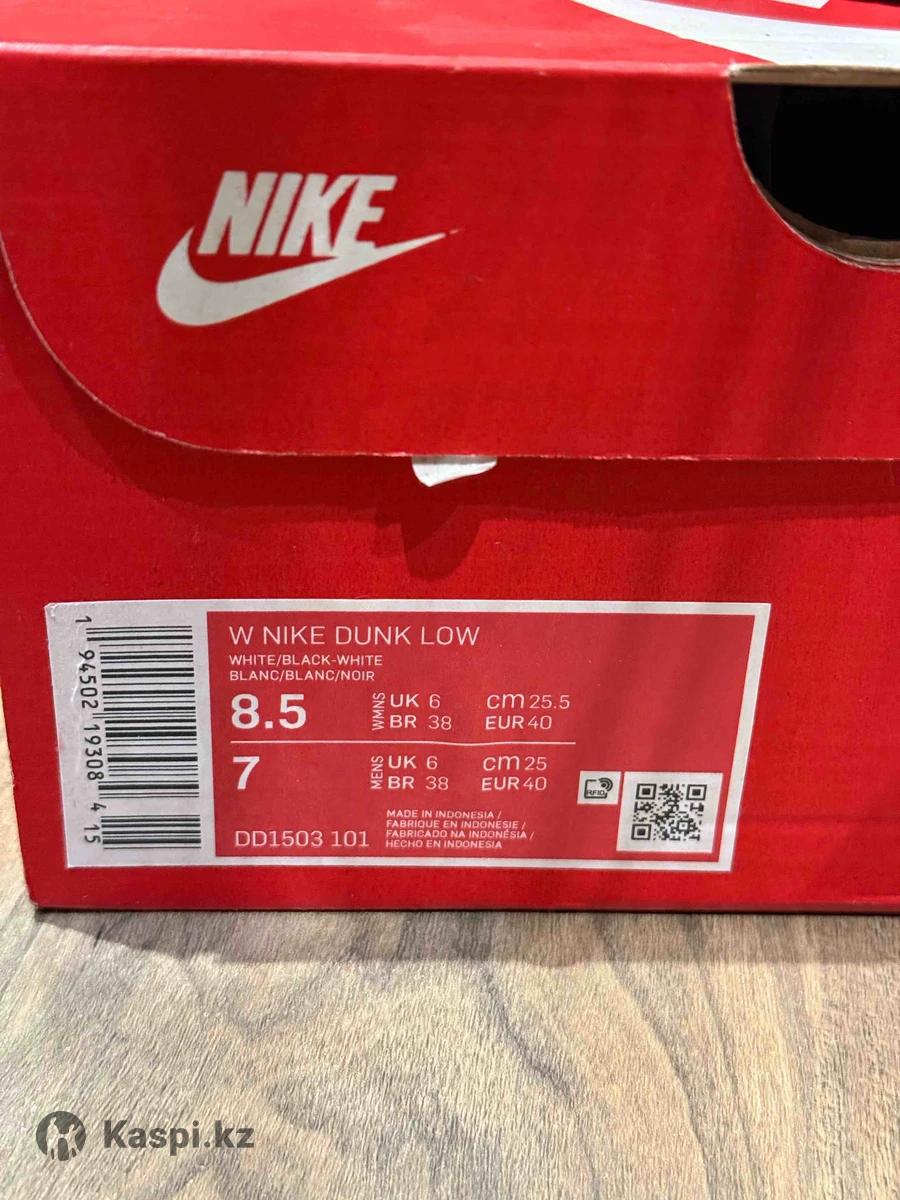 NIKE
W NIKE DUNK LOW
WHITE/BLACK-WHITE
BLANC/BLANC/NOIR
8.5 WMNS UK 6 cm 25.5
BR 38 EUR 40
7 MENS UK 6 cm 25
BR 38 EUR 40
RFID
DD1503 101
MADE IN INDONESIA /
FABRIQUE EN INDONESIE /
FABRICADO NA INDONÉSIA /
HECHO EN INDONESIA
1 94502 19308 4 15
Kaspi.kz